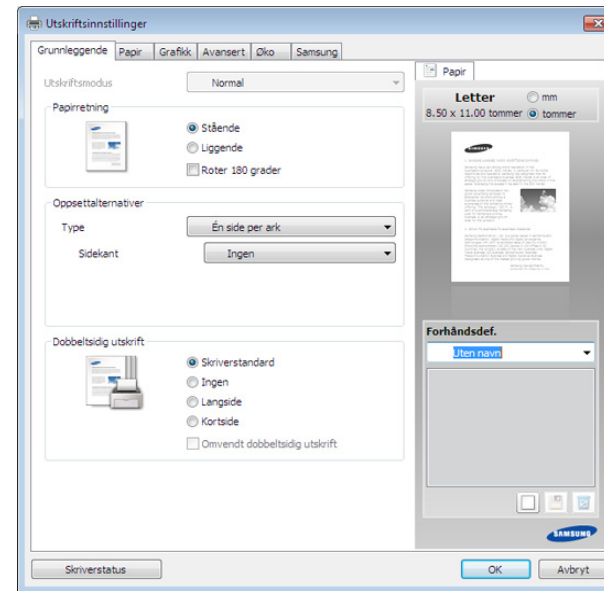 Utskriftsinnstillinger
Grunnleggende Papir Grafikk Avansert Øko Samsung
Utskriftsmodus Normal
Papirretning
Stående
Liggende
Roter 180 grader
Oppsettalternativer
Type Én side per ark
Sidekant Ingen
Dobbeltsidig utskrift
Skriverstandard
Ingen
Langside
Kortside
Omvendt dobbeltsidig utskrift
Skriverstatus
Papir
Letter mm
8.50 x 11.00 tommer tommer
Forhåndsdef.
Uten navn
SAMSUNG
OK Avbryt